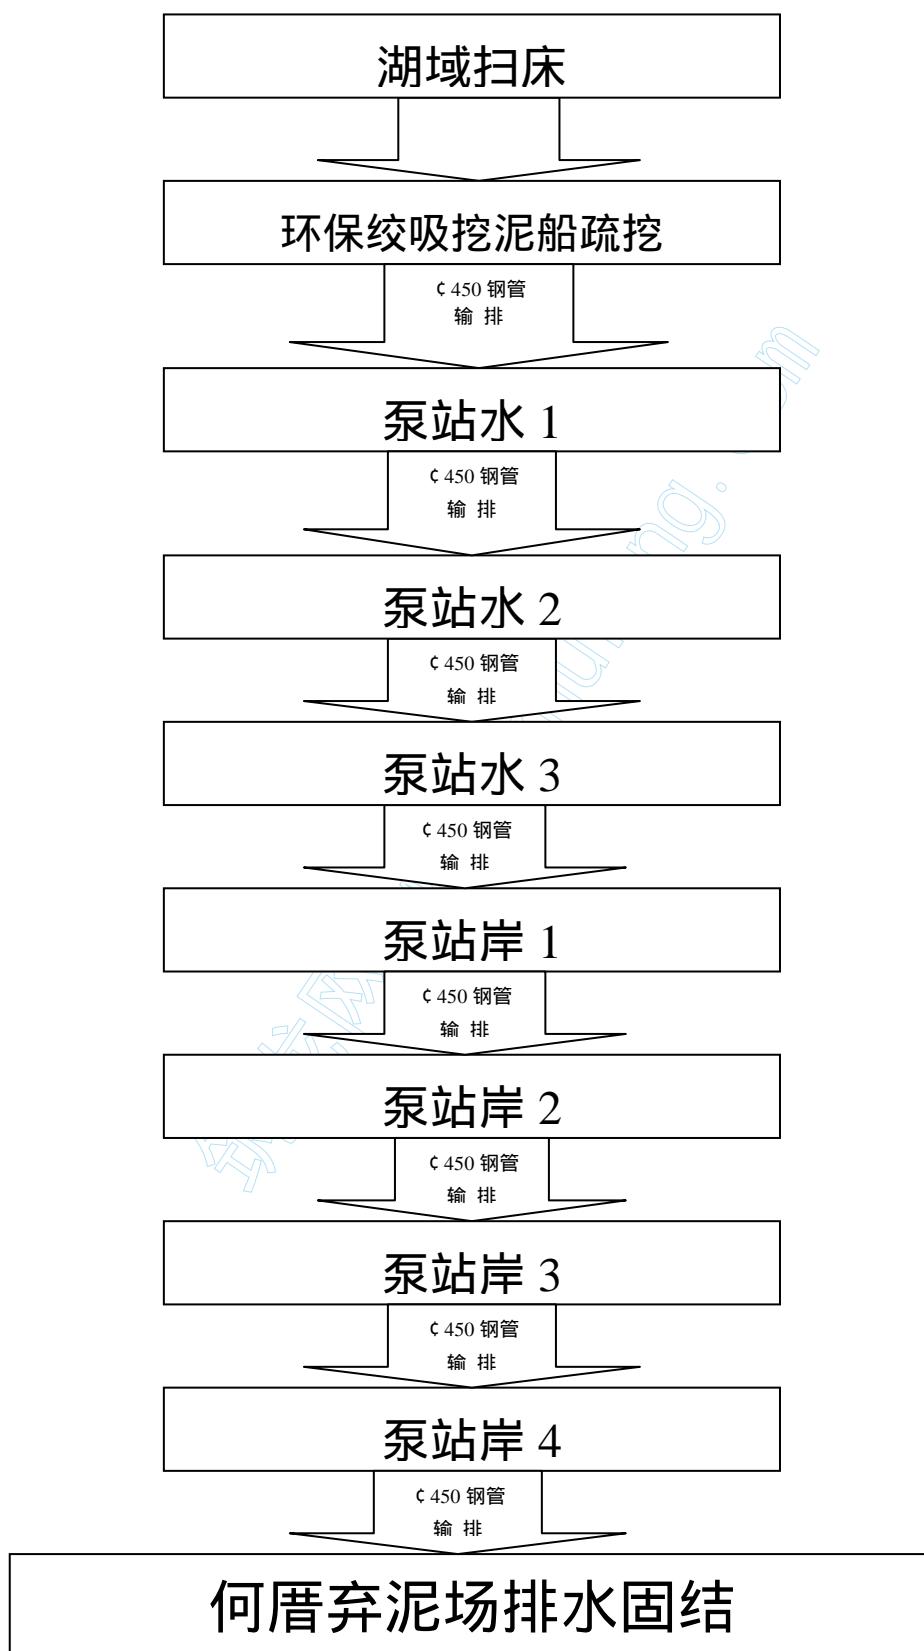 湖域扫床
环保绞吸挖泥船疏挖
¢450 钢管
输 排
泵站水 1
¢450 钢管
输 排
泵站水 2
¢450 钢管
输 排
泵站水 3
¢450 钢管
输 排
泵站岸 1
¢450 钢管
输 排
泵站岸 2
¢450 钢管
输 排
泵站岸 3
¢450 钢管
输 排
泵站岸 4
¢450 钢管
输 排
何厝弃泥场排水固结